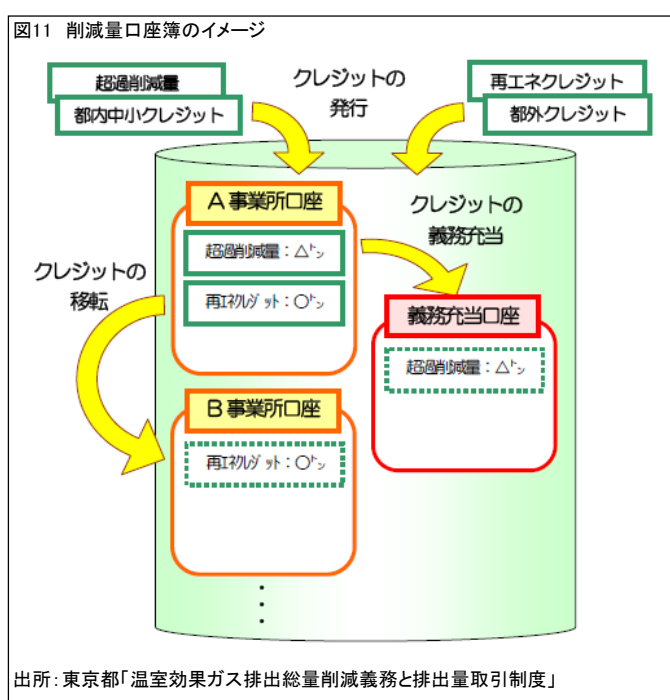 図11 削減量口座簿のイメージ
超過削減量
都内中小クレジット
クレジットの
発行
再エネクレジット
都外クレジット
A事業所口座
超過削減量：△トン
再エネクレジット：〇トン
クレジットの
義務充当
クレジットの
移転
義務充当口座
超過削減量：△トン
B事業所口座
再エネクレジット：〇トン
・
・
・
出所：東京都「温室効果ガス排出総量削減義務と排出量取引制度」